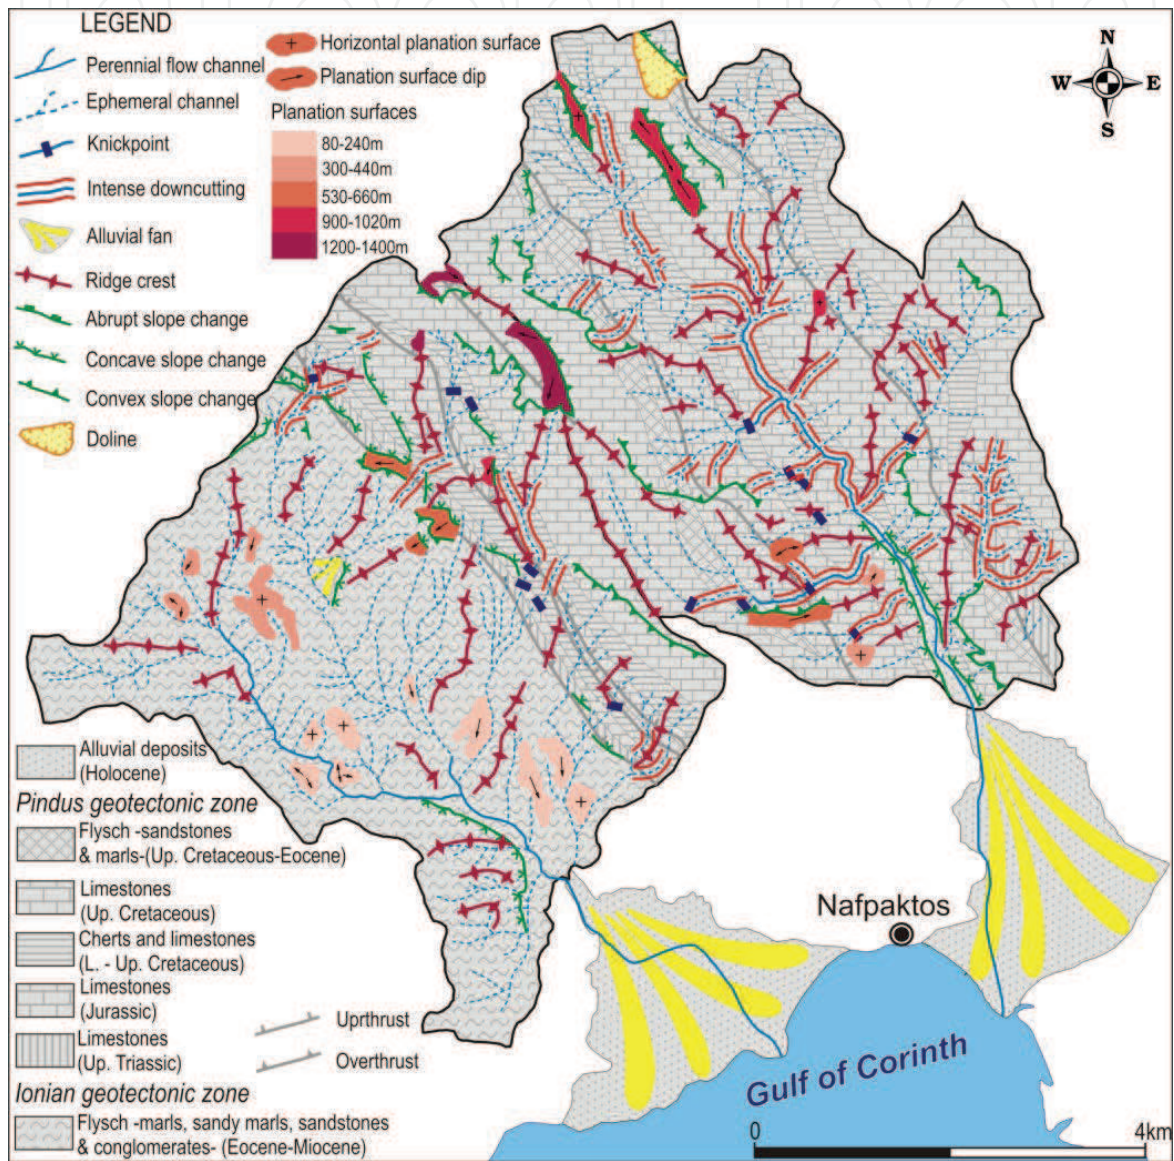 LEGEND
Perennial flow channel
Ephemeral channel
Knickpoint
Intense downcutting
Alluvial fan
Ridge crest
Abrupt slope change
Concave slope change
Convex slope change
Doline
Horizontal planation surface
Planation surface dip
Planation surfaces
80-240m
300-440m
530-660m
900-1020m
1200-1400m
N
W
E
S
Alluvial deposits
(Holocene)
Pindus geotectonic zone
Flysch -sandstones
& marls-(Up. Cretaceous-Eocene)
Limestones
(Up. Cretaceous)
Cherts and limestones
(L. - Up. Cretaceous)
Limestones
(Jurassic)
Limestones
(Up. Triassic)
Ionian geotectonic zone
Flysch -marls, sandy marls, sandstones
& conglomerates- (Eocene-Miocene)
Uprthrust
Overthrust
Nafpaktos
Gulf of Corinth
0
4km